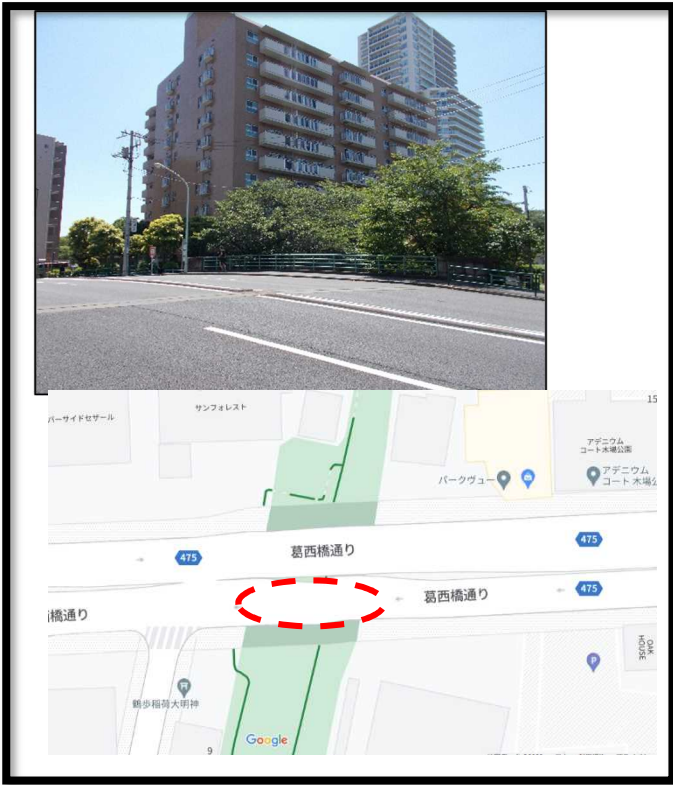 15
バーサイドセザール
サンフォレスト
アデニウム
コート木場公園
パークヴュー
アデニウム
コート 木場公
475
葛西橋通り
475
475
葛西橋通り
橋通り
OAK
HOUSE
P
鶴歩稲荷大明神
Google
9